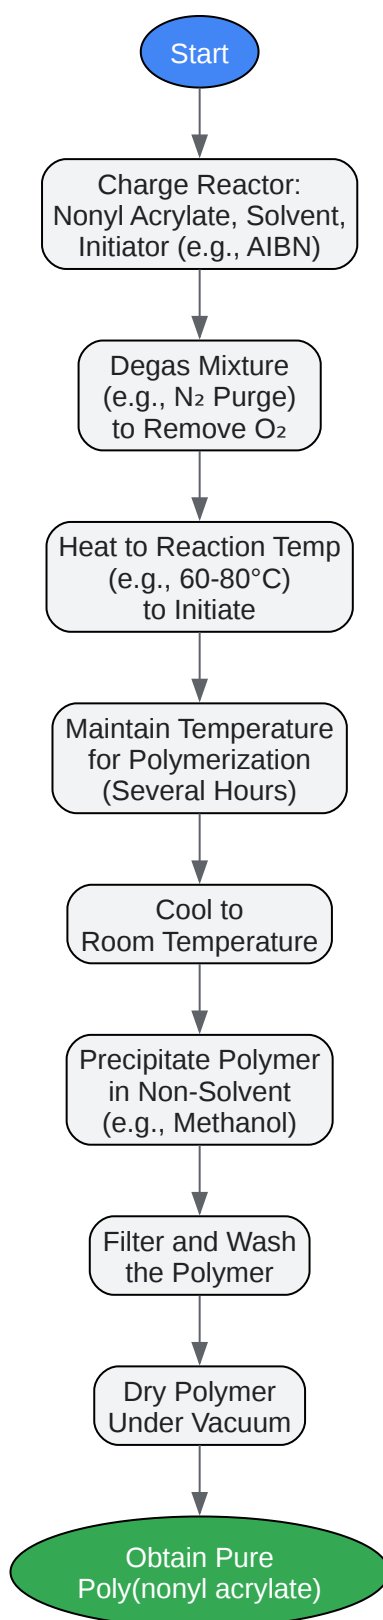 Start
Charge Reactor:
Nonyl Acrylate, Solvent,
Initiator (e.g., AIBN)
Degas Mixture
(e.g., N₂ Purge)
to Remove O₂
Heat to Reaction Temp
(e.g., 60-80°C)
to Initiate
Maintain Temperature
for Polymerization
(Several Hours)
Cool to
Room Temperature
Precipitate Polymer
in Non-Solvent
(e.g., Methanol)
Filter and Wash
the Polymer
Dry Polymer
Under Vacuum
Obtain Pure
Poly(nonyl acrylate)